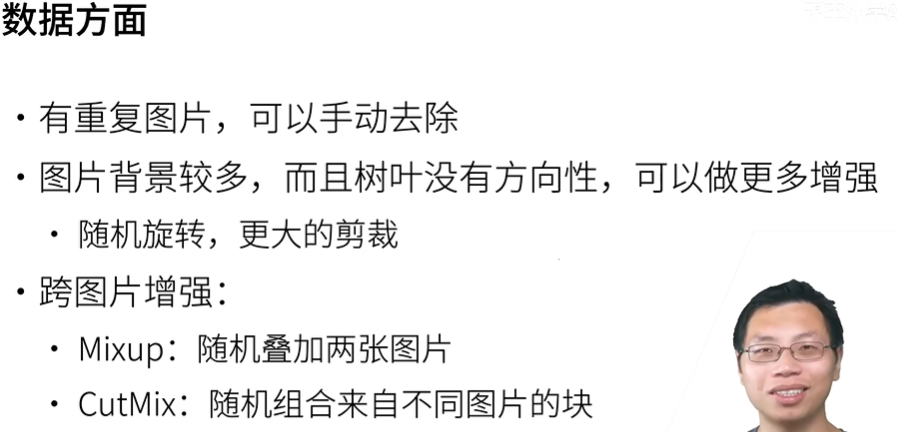 数据方面
• 有重复图片，可以手动去除
• 图片背景较多，而且树叶没有方向性，可以做更多增强
• 随机旋转，更大的剪裁
• 跨图片增强：
• Mixup：随机叠加两张图片
• CutMix：随机组合来自不同图片的块